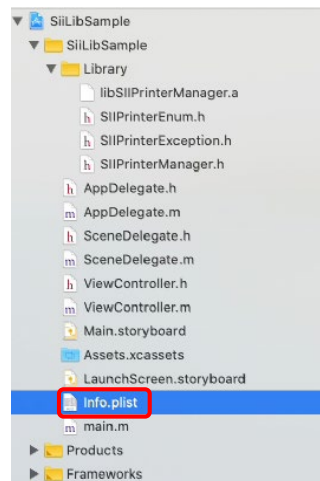 SiiLibSample
SiiLibSample
Library
libSIIPrinterManager.a
h SIIPrinterEnum.h
h SIIPrinterException.h
h SIIPrinterManager.h
h AppDelegate.h
m AppDelegate.m
h SceneDelegate.h
m SceneDelegate.m
h ViewController.h
m ViewController.m
Main.storyboard
Assets.xcassets
LaunchScreen.storyboard
Info.plist
m main.m
Products
Frameworks